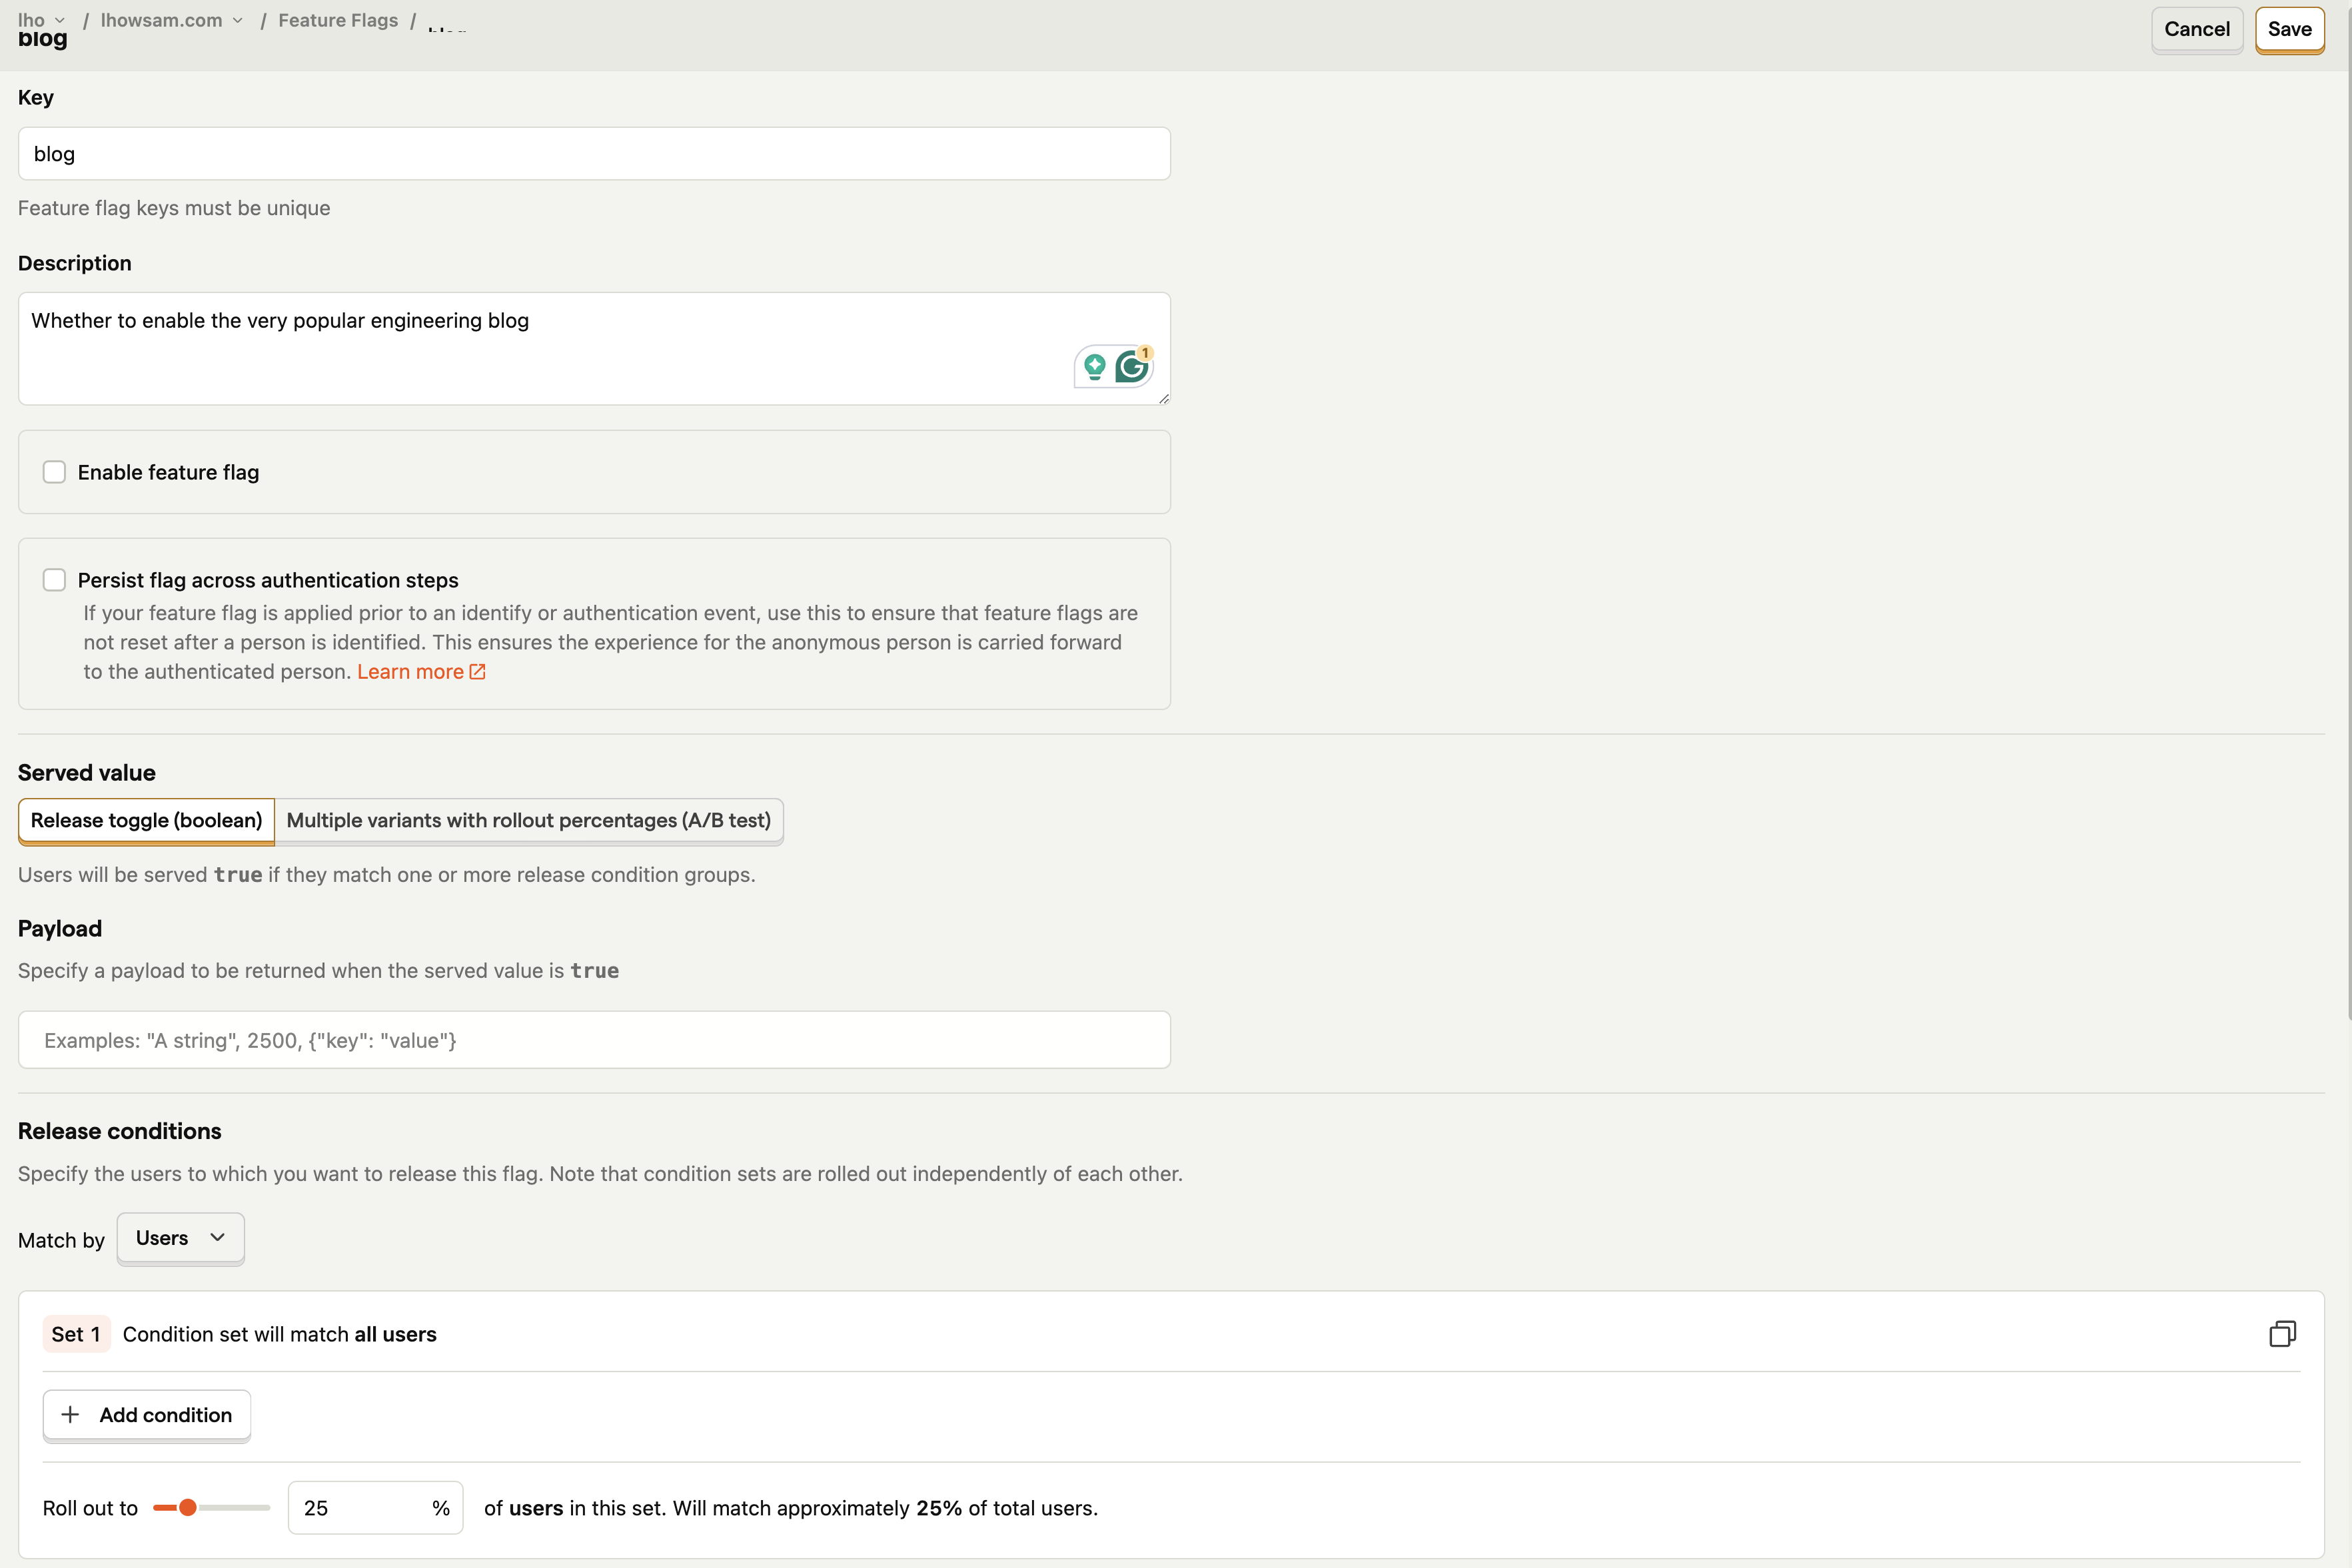 lho / lhowsam.com / Feature Flags /
blog
Cancel
Save
Key
blog
Feature flag keys must be unique
Description
Whether to enable the very popular engineering blog
1
Enable feature flag
Persist flag across authentication steps
If your feature flag is applied prior to an identify or authentication event, use this to ensure that feature flags are
not reset after a person is identified. This ensures the experience for the anonymous person is carried forward
to the authenticated person. Learn more
Served value
Release toggle (boolean)
Multiple variants with rollout percentages (A/B test)
Users will be served true if they match one or more release condition groups.
Payload
Specify a payload to be returned when the served value is true
Examples: "A string", 2500, {"key": "value"}
Release conditions
Specify the users to which you want to release this flag. Note that condition sets are rolled out independently of each other.
Match by Users
Set 1 Condition set will match all users
Add condition
Roll out to 25 % of users in this set. Will match approximately 25% of total users.